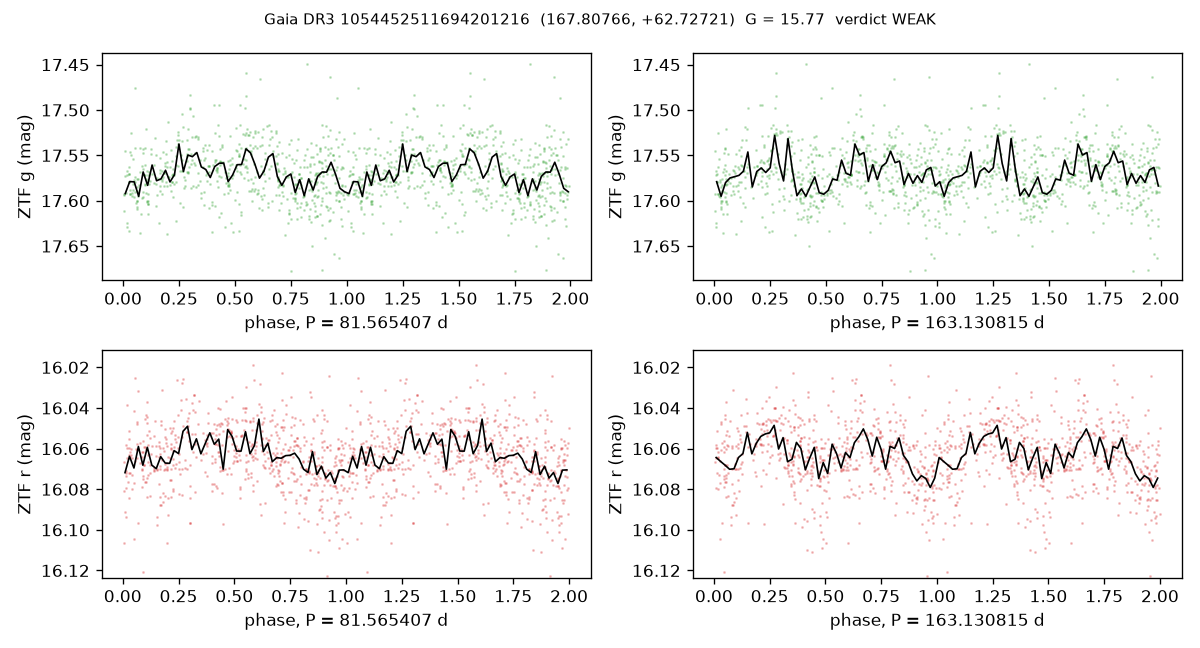 Gaia DR3 1054452511694201216 (167.80766, +62.72721) G = 15.77 verdict WEAK
17.45
17.50
17.55
17.60
17.65
ZTF g (mag)
0.00 0.25 0.50 0.75 1.00 1.25 1.50 1.75 2.00
phase, P = 81.565407 d
17.45
17.50
17.55
17.60
17.65
ZTF g (mag)
0.00 0.25 0.50 0.75 1.00 1.25 1.50 1.75 2.00
phase, P = 163.130815 d
16.02
16.04
16.06
16.08
16.10
16.12
ZTF r (mag)
0.00 0.25 0.50 0.75 1.00 1.25 1.50 1.75 2.00
phase, P = 81.565407 d
16.02
16.04
16.06
16.08
16.10
16.12
ZTF r (mag)
0.00 0.25 0.50 0.75 1.00 1.25 1.50 1.75 2.00
phase, P = 163.130815 d